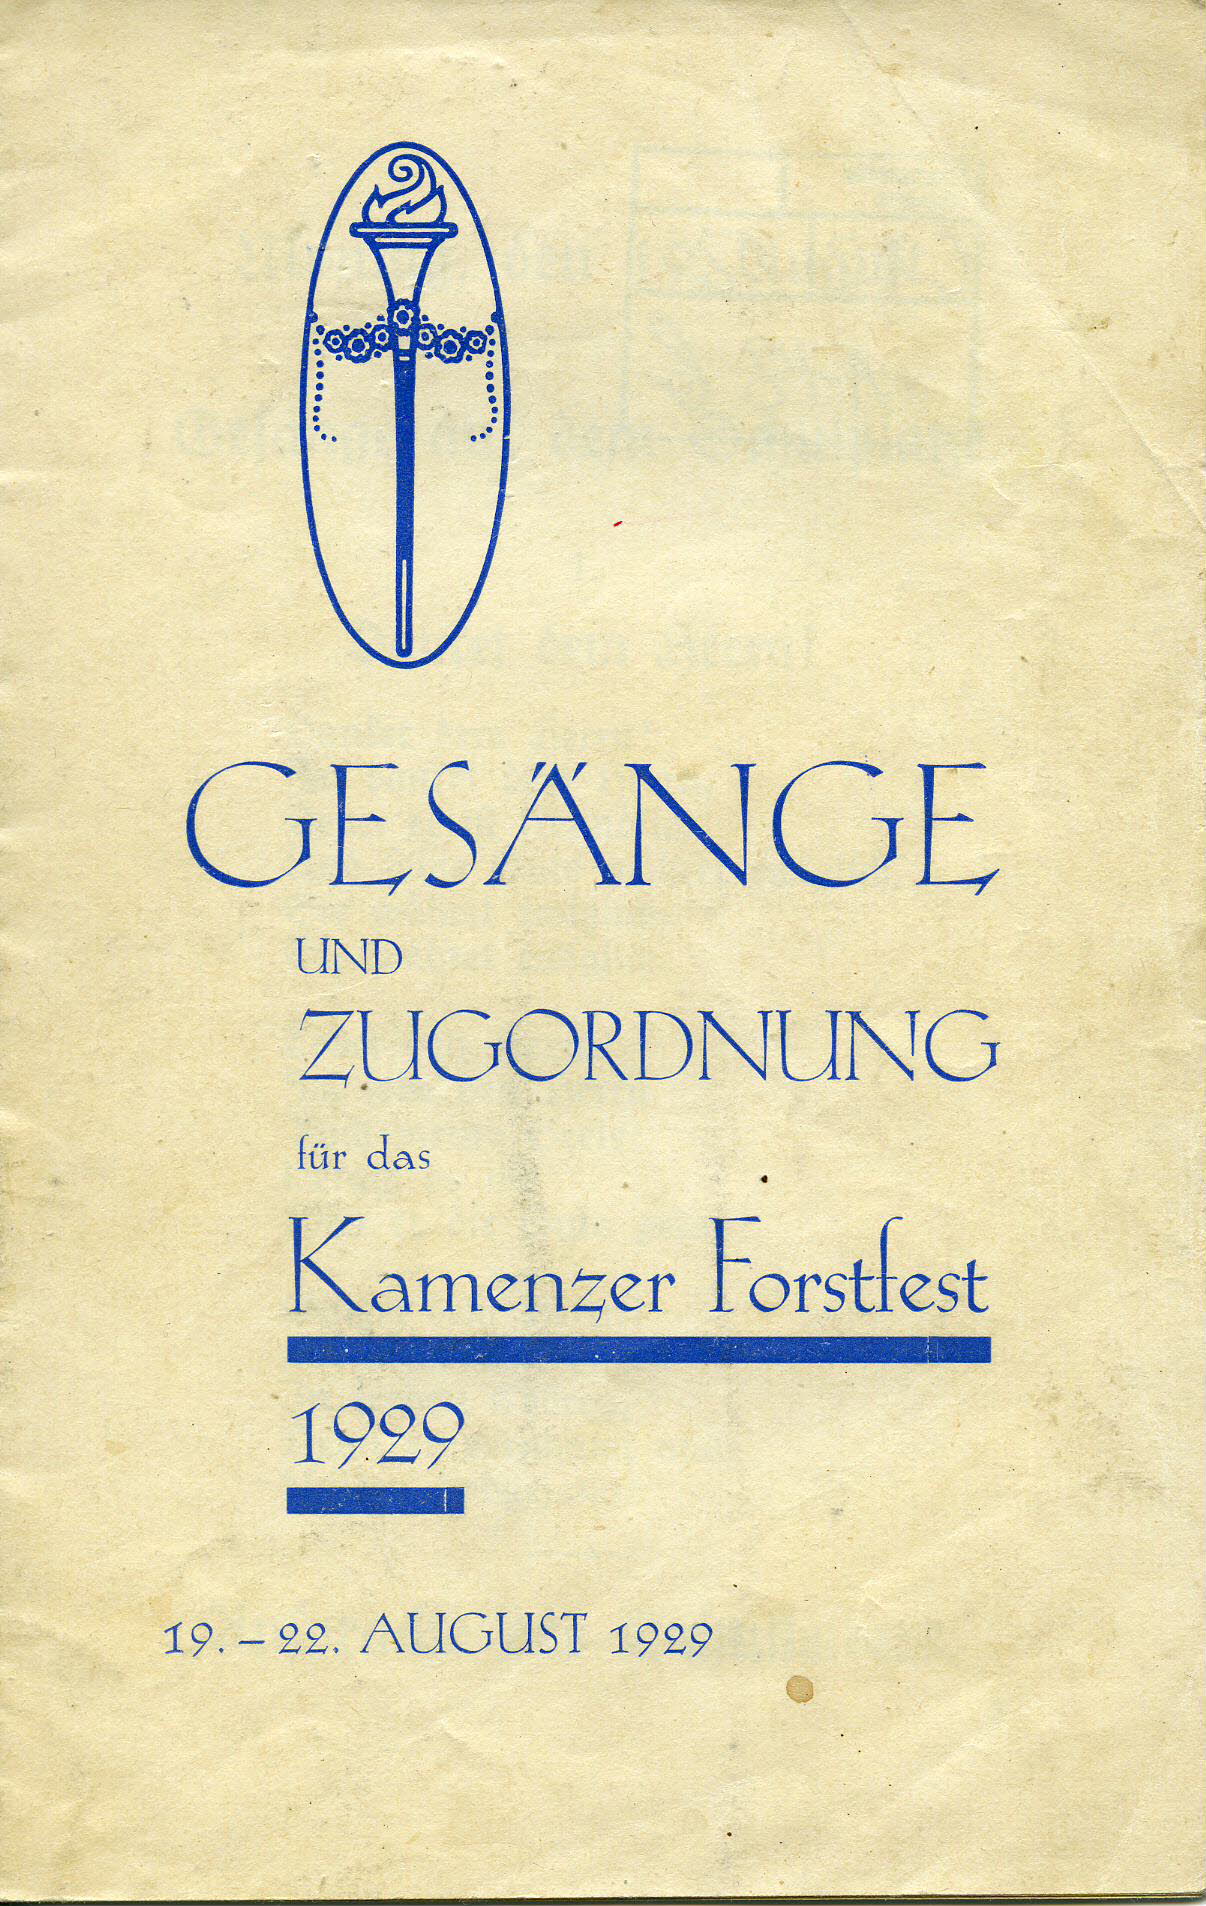 GESÄNGE
UND
ZUGORDNUNG
für das
Kamenzer Forstfest
1929
19. – 22. AUGUST 1929